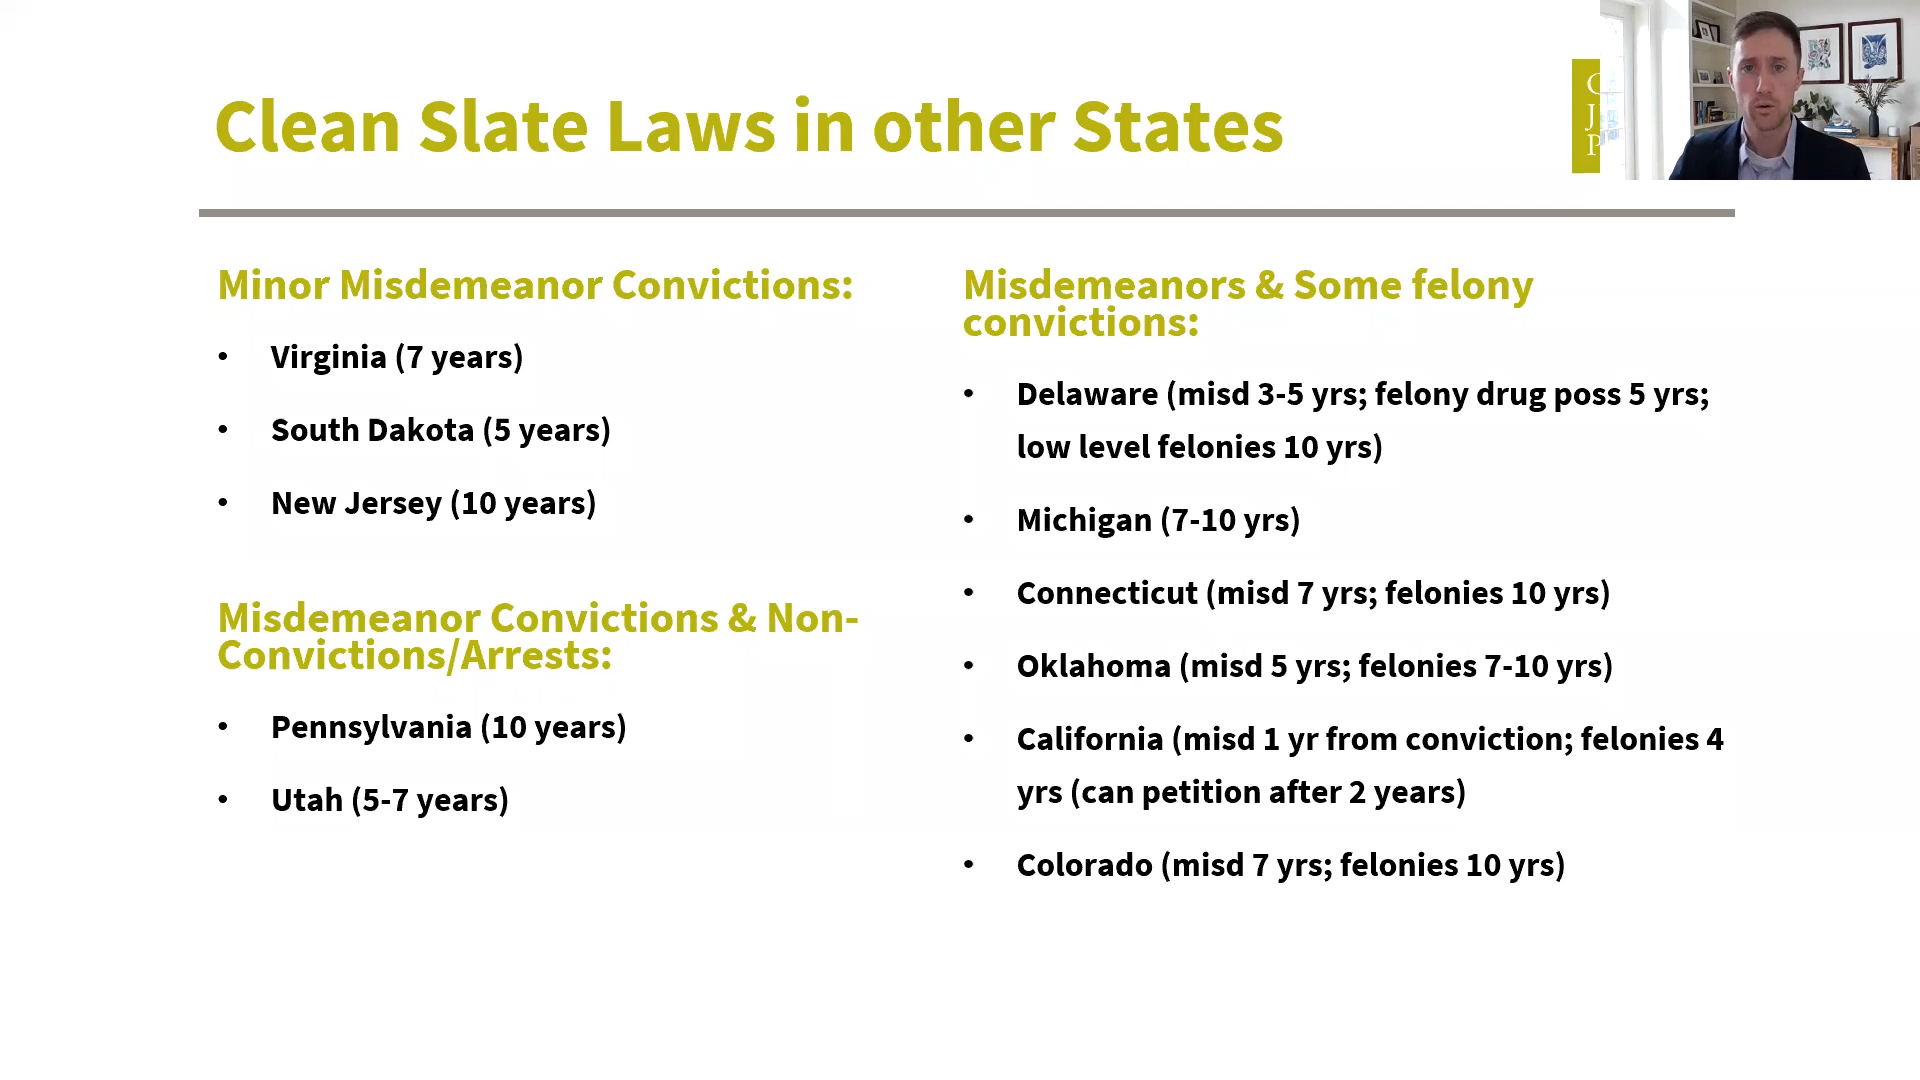 Clean Slate Laws in other States
C
J
P
Minor Misdemeanor Convictions:
• Virginia (7 years)
• South Dakota (5 years)
• New Jersey (10 years)
Misdemeanor Convictions & Non-
Convictions/Arrests:
• Pennsylvania (10 years)
• Utah (5-7 years)
Misdemeanors & Some felony
convictions:
• Delaware (misd 3-5 yrs; felony drug poss 5 yrs;
low level felonies 10 yrs)
• Michigan (7-10 yrs)
• Connecticut (misd 7 yrs; felonies 10 yrs)
• Oklahoma (misd 5 yrs; felonies 7-10 yrs)
• California (misd 1 yr from conviction; felonies 4
yrs (can petition after 2 years)
• Colorado (misd 7 yrs; felonies 10 yrs)